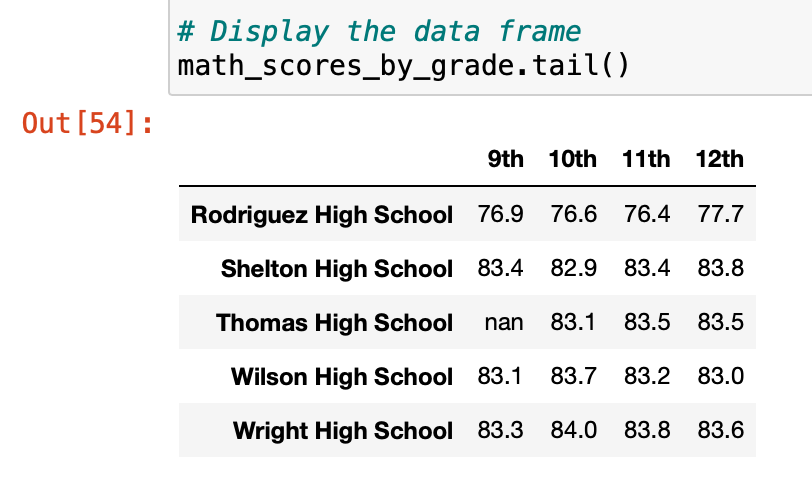 # Display the data frame
math_scores_by_grade.tail()
Out[54]:
9th 10th 11th 12th
Rodriguez High School 76.9 76.6 76.4 77.7
Shelton High School 83.4 82.9 83.4 83.8
Thomas High School nan 83.1 83.5 83.5
Wilson High School 83.1 83.7 83.2 83.0
Wright High School 83.3 84.0 83.8 83.6